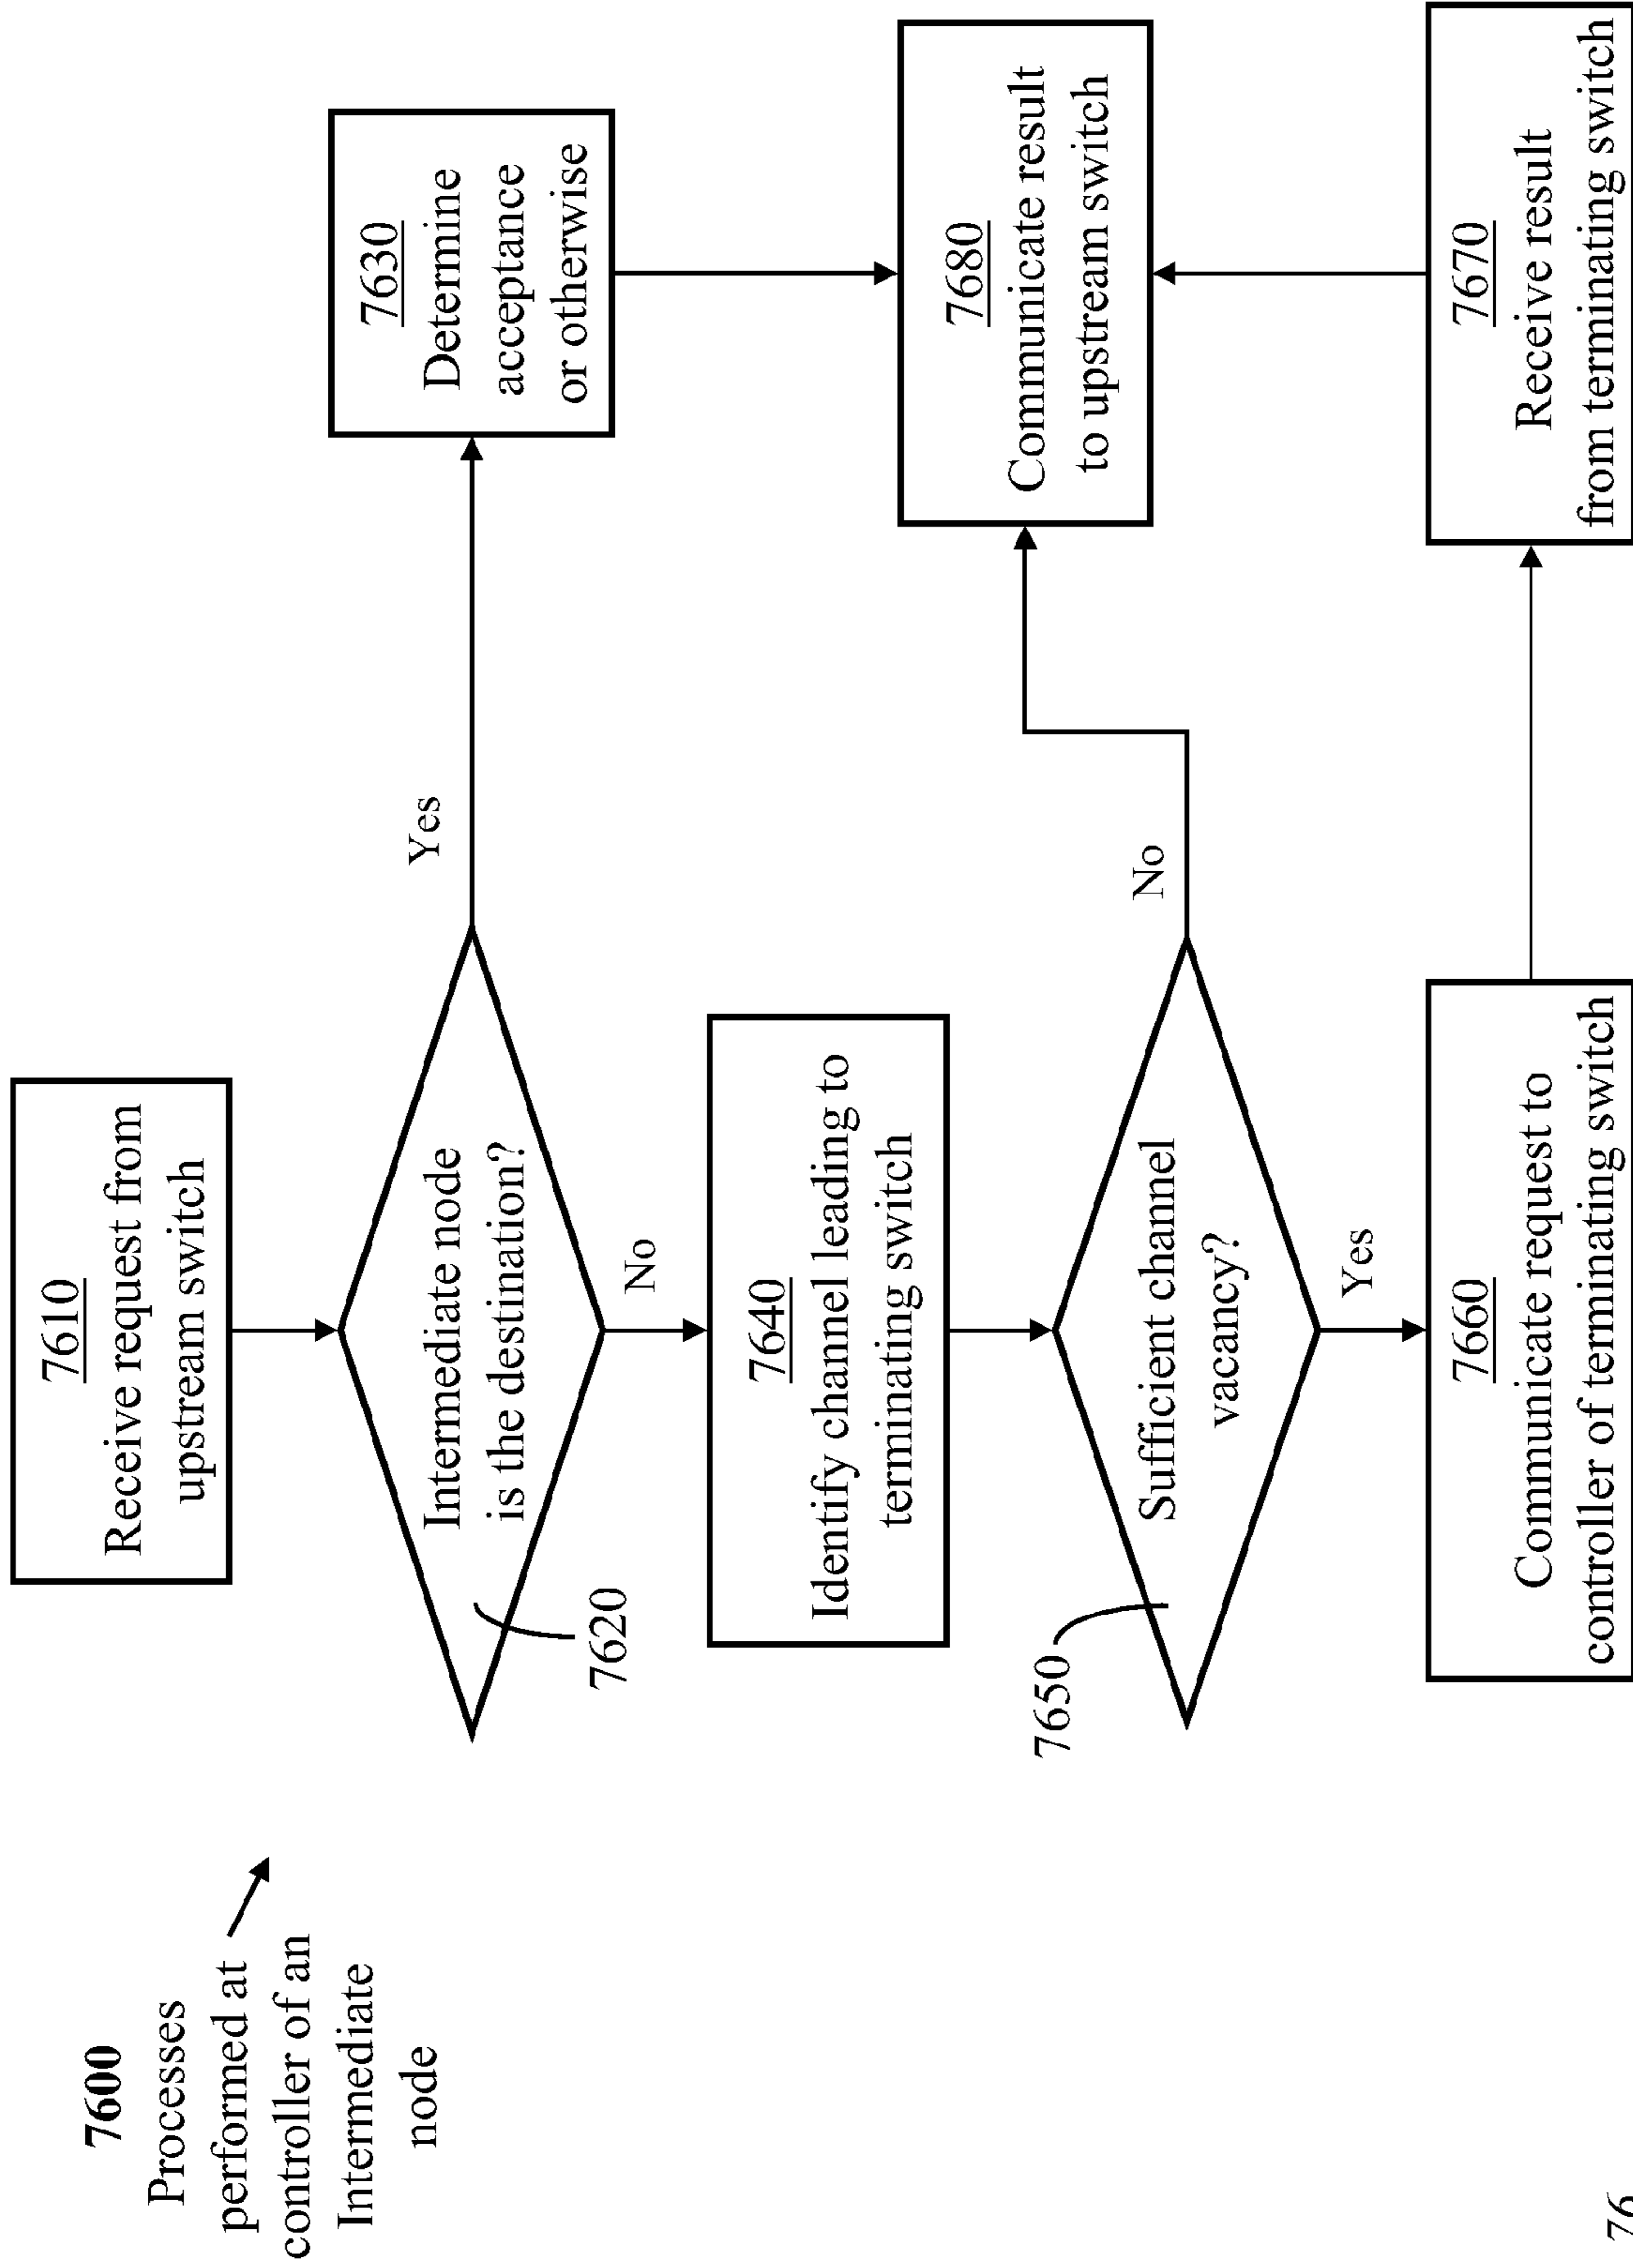 7600
Processes
performed at
controller of an
Intermediate
node
7610
Receive request from
upstream switch
Intermediate node
is the destination?
7620
Yes
7630
Determine
acceptance
or otherwise
No
7640
Identify channel leading to
terminating switch
Sufficient channel
vacancy?
7650
No
7680
Communicate result
to upstream switch
Yes
7660
Communicate request to
controller of terminating switch
7670
Receive result
from terminating switch
76